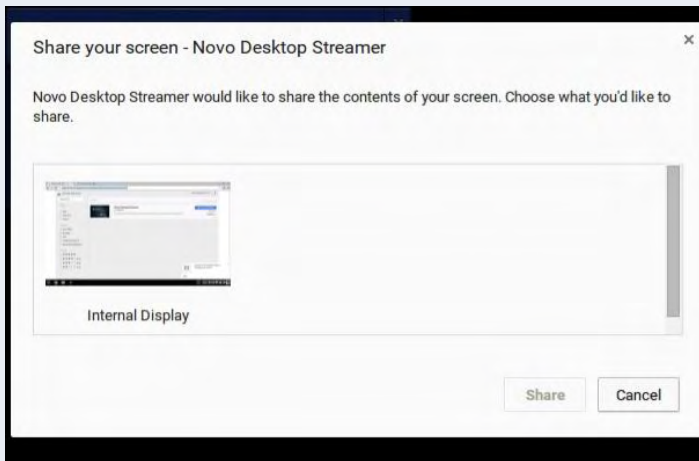 Share your screen - Novo Desktop Streamer
Novo Desktop Streamer would like to share the contents of your screen. Choose what you'd like to
share.
Internal Display
Share
Cancel